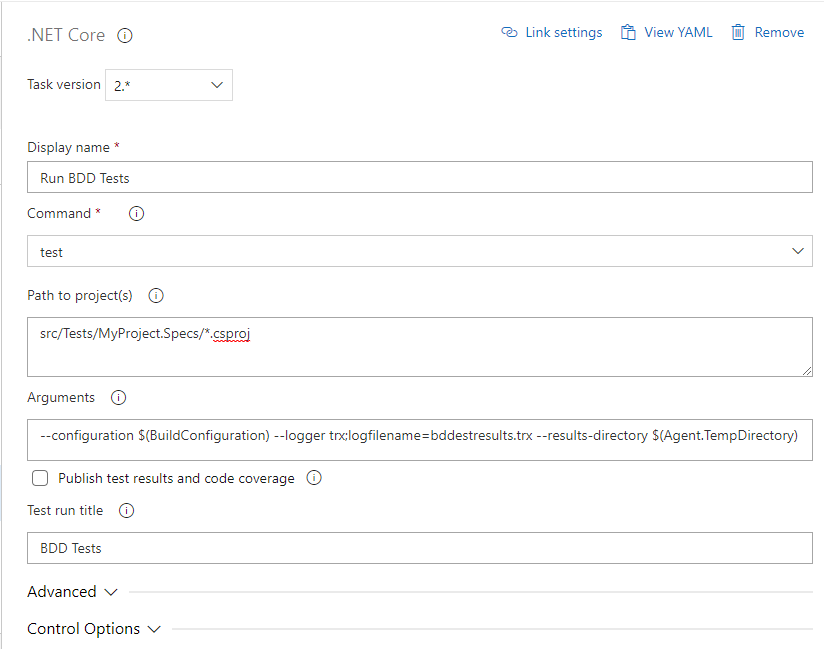 .NET Core
Link settings
View YAML
Remove
Task version 2.*
Display name *
Run BDD Tests
Command *
test
Path to project(s)
src/Tests/MyProject.Specs/*.csproj
Arguments
--configuration $(BuildConfiguration) --logger trx;logfilename=bddestresults.trx --results-directory $(Agent.TempDirectory)
Publish test results and code coverage
Test run title
BDD Tests
Advanced
Control Options